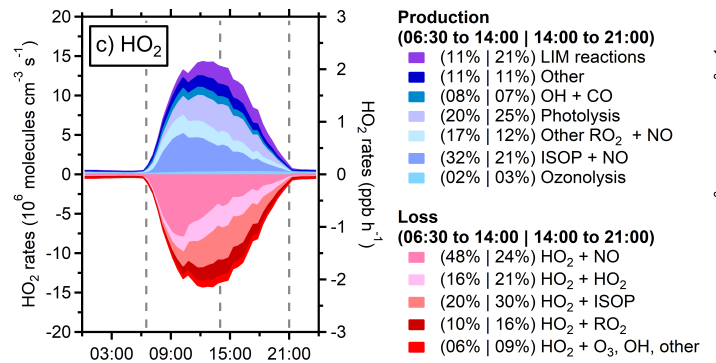 c) HO2
HO2 rates (10^6 molecules cm^-3 s^-1)
20
15
10
5
0
-5
-10
-15
-20
03:00 09:00 15:00 21:00
3
2
1
0
-1
-2
-3
HO2 rates (ppb h^-1)
Production
(06:30 to 14:00 | 14:00 to 21:00)
(11% | 21%) LIM reactions
(11% | 11%) Other
(08% | 07%) OH + CO
(20% | 25%) Photolysis
(17% | 12%) Other RO2 + NO
(32% | 21%) ISOP + NO
(02% | 03%) Ozonolysis
Loss
(06:30 to 14:00 | 14:00 to 21:00)
(48% | 24%) HO2 + NO
(16% | 21%) HO2 + HO2
(20% | 30%) HO2 + ISOP
(10% | 16%) HO2 + RO2
(06% | 09%) HO2 + O3, OH, other